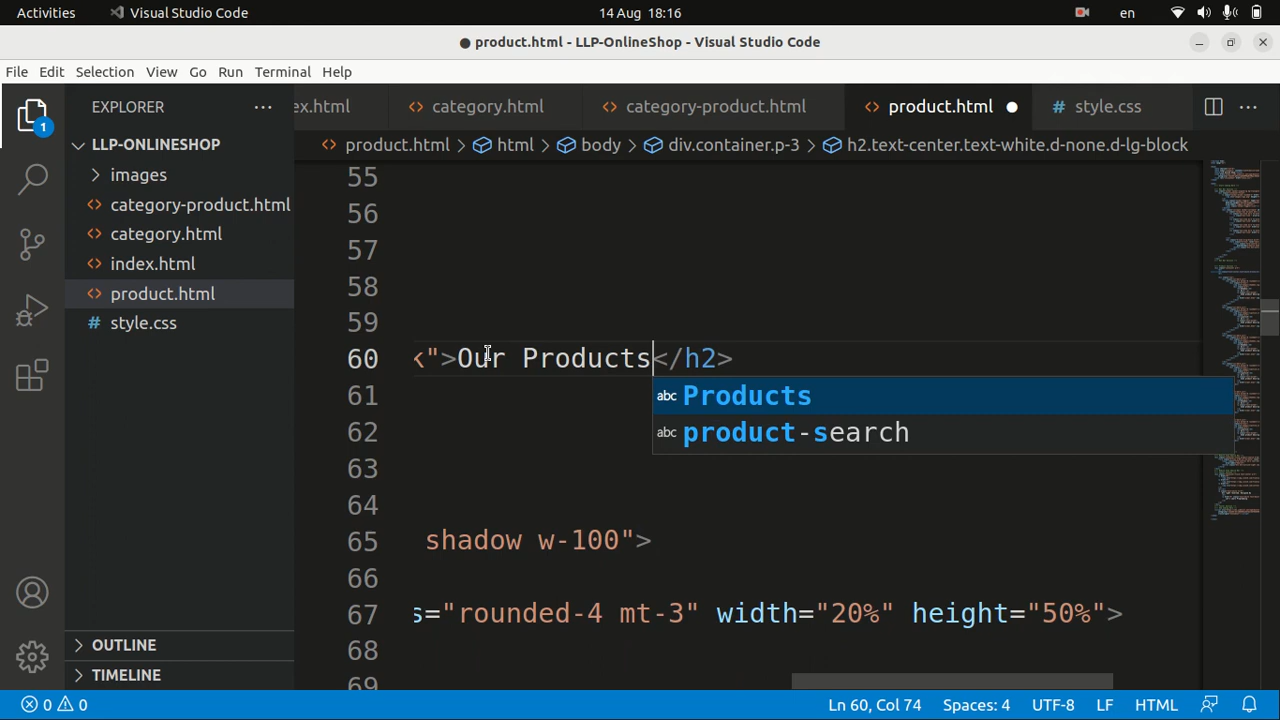 Activities Visual Studio Code 14 Aug 18:16 en
● product.html - LLP-OnlineShop - Visual Studio Code
File Edit Selection View Go Run Terminal Help
EXPLORER ··· ex.html <> category.html <> category-product.html <> product.html ● # style.css ···
1
LLP-ONLINESHOP
<> product.html > html > body > div.container.p-3 > h2.text-center.text-white.d-none.d-lg-block
> images
<> category-product.html
<> category.html
<> index.html
<> product.html
# style.css
OUTLINE
TIMELINE
55
56
57
58
59
60 ">Our Products</h2>
abc Products
abc product-search
61
62
63
64
65 shadow w-100">
66
67 s="rounded-4 mt-3" width="20%" height="50%">
68
69
0 0 Ln 60, Col 74 Spaces: 4 UTF-8 LF HTML